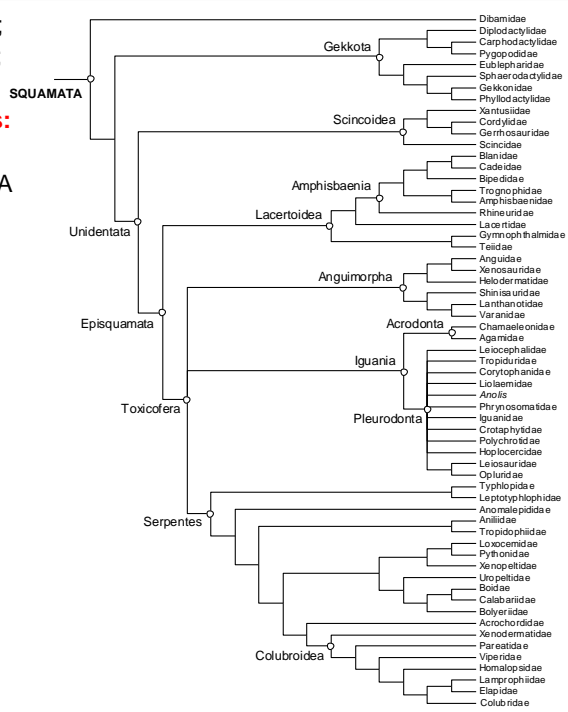 s:
A
SQUAMATA
Gekkota
Scincoidea
Amphisbaenia
Lacertoidea
Unidentata
Anguimorpha
Acrodonta
Episquamata
Iguania
Toxicofera
Pleurodonta
Serpentes
Colubroidea
Dibamidae
Diplodactylidae
Carphodactylidae
Pygopodidae
Eublepharidae
Sphaerodactylidae
Gekkonidae
Phyllodactylidae
Xantusiidae
Cordylidae
Gerrhosauridae
Scincidae
Blanidae
Cadeidae
Bipedidae
Trognophidae
Amphisbaenidae
Rhineuridae
Lacertidae
Gymnophthalmidae
Teiidae
Anguidae
Xenosauridae
Helodermatidae
Shinisauridae
Lanthanotidae
Varanidae
Chamaeleonidae
Agamidae
Leiocephalidae
Tropiduridae
Corytophanidae
Liolaemidae
Anolis
Phrynosomatidae
Iguanidae
Crotaphytidae
Polychrotidae
Hoplocercidae
Leiosauridae
Opluridae
Typhlopidae
Leptotyphlophidae
Anomalepididae
Aniliidae
Tropidophiidae
Loxocemidae
Pythonidae
Xenopeltidae
Uropeltidae
Boidae
Calabariidae
Bolyeriidae
Acrochordidae
Xenodermatidae
Pareatidae
Viperidae
Homalopsidae
Lamprophiidae
Elapidae
Colubridae